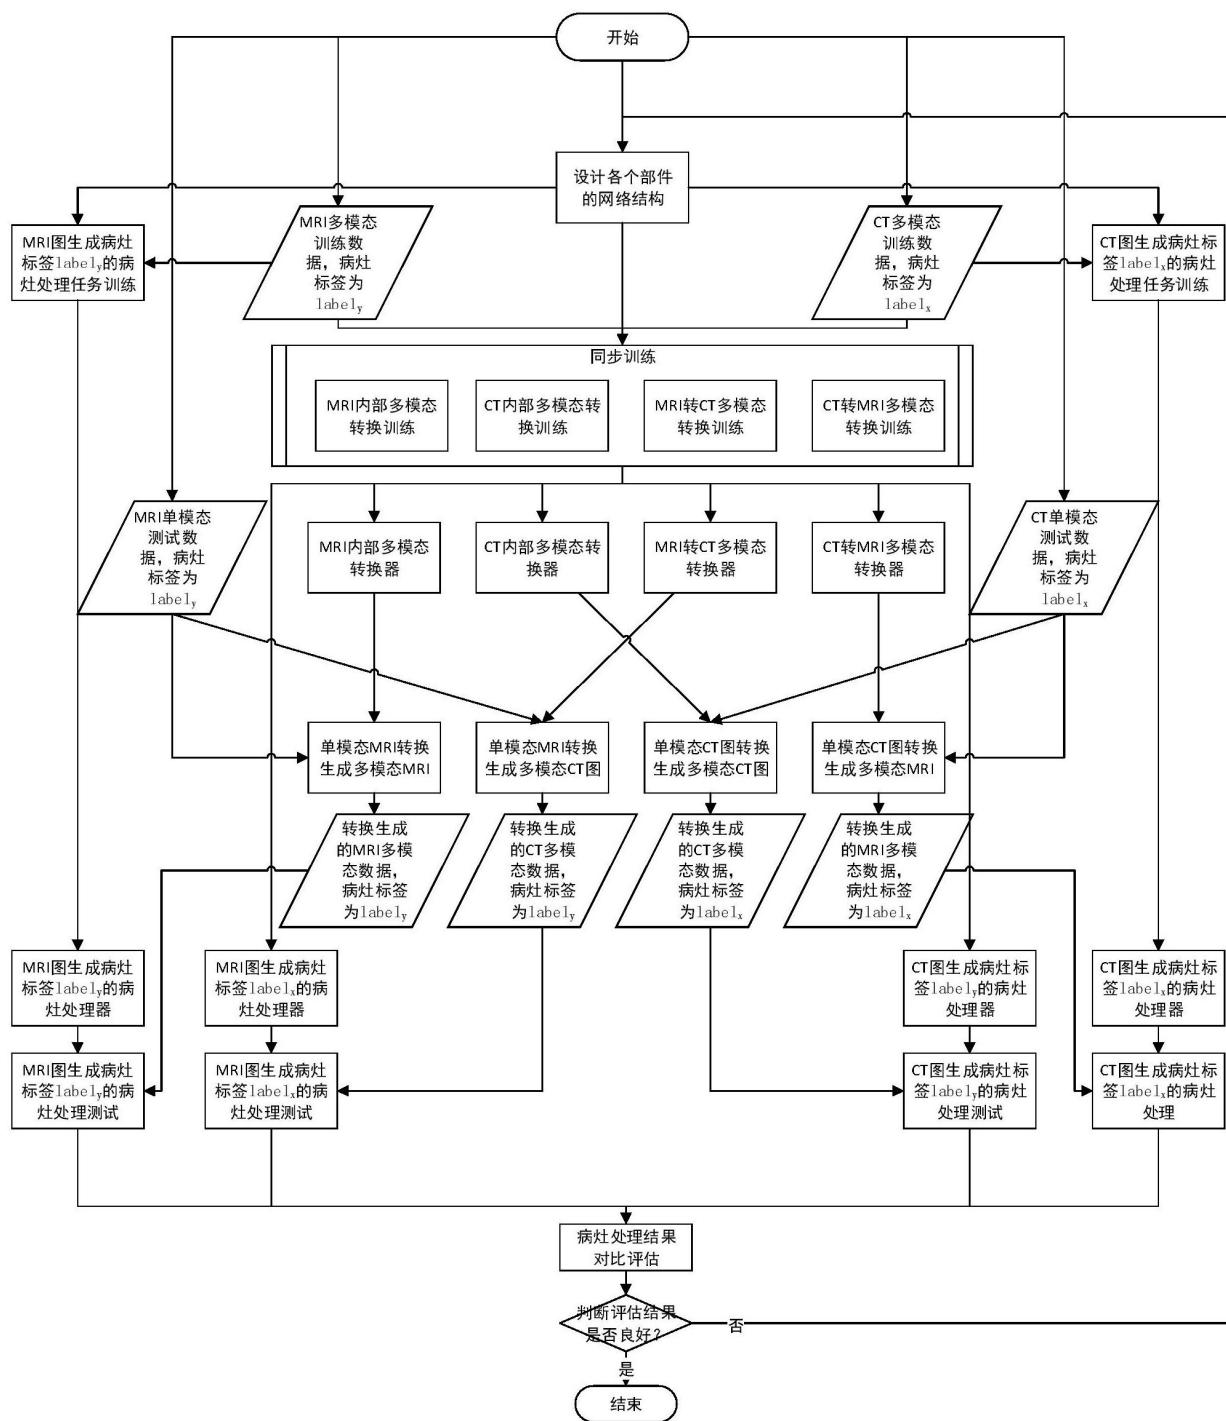 开始
设计各个部件
的网络结构
MRI图生成病灶
标签label_y的病
灶处理任务训练
MRI多模态
训练数
据，病灶
标签为
label_y
CT多模态
训练数
据，病灶
标签为
label_x
CT图生成病灶标
签label_x的病灶
处理任务训练
同步训练
MRI内部多模态
转换训练
CT内部多模态转
换训练
MRI转CT多模态
转换训练
CT转MRI多模态
转换训练
MRI单模态
测试数
据，病灶
标签为
label_y
MRI内部多模态
转换器
CT内部多模态转
换器
MRI转CT多模态
转换器
CT转MRI多模态
转换器
CT单模态
测试数
据，病灶
标签为
label_x
单模态MRI转换
生成多模态MRI
单模态MRI转换
生成多模态CT图
单模态CT图转换
生成多模态CT图
单模态CT图转换
生成多模态MRI
转换生成
的MRI多模
态数据，
病灶标签
为label_y
转换生成
的CT多模
态数据，
病灶标签
为label_y
转换生成
的CT多模
态数据，
病灶标签
为label_x
转换生成
的MRI多模
态数据，
病灶标签
为label_x
MRI图生成病灶
标签label_y的病
灶处理器
MRI图生成病灶
标签label_x的病
灶处理器
CT图生成病灶标
签label_y的病灶
处理器
CT图生成病灶标
签label_x的病灶
处理器
MRI图生成病灶
标签label_y的病
灶处理测试
MRI图生成病灶
标签label_x的病
灶处理测试
CT图生成病灶标
签label_y的病灶
处理测试
CT图生成病灶标
签label_x的病灶
处理
病灶处理结果
对比评估
判断评估结果
是否良好？
否
是
结束